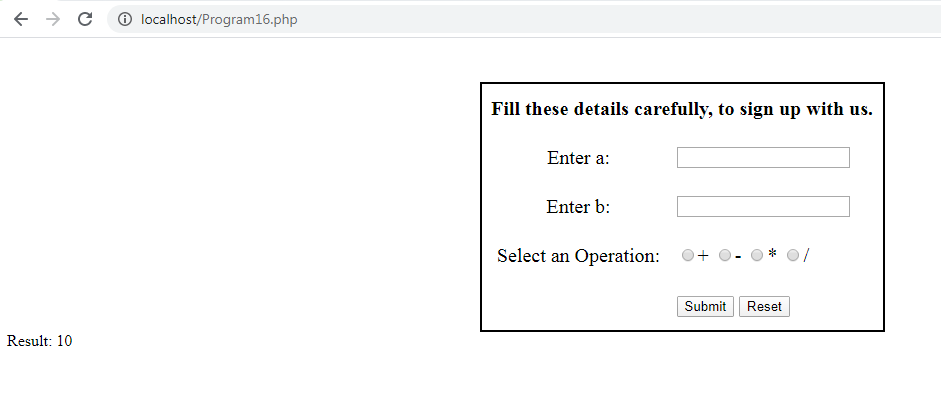 localhost/Program16.php
Fill these details carefully, to sign up with us.
Enter a:
Enter b:
Select an Operation: + - * /
Submit Reset
Result: 10